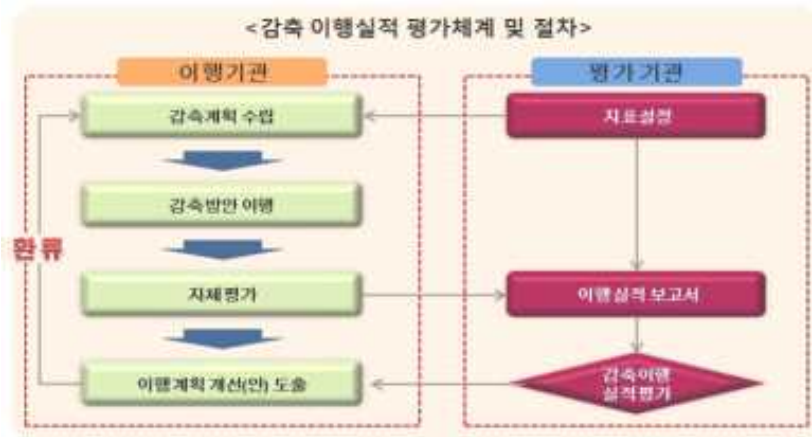 <감축 이행실적 평가체계 및 절차>
이행기관
평가기관
감축계획 수립
지표설정
감축방안 이행
환류
자체평가
이행실적 보고서
이행계획 개선(안) 도출
감축이행
실적평가